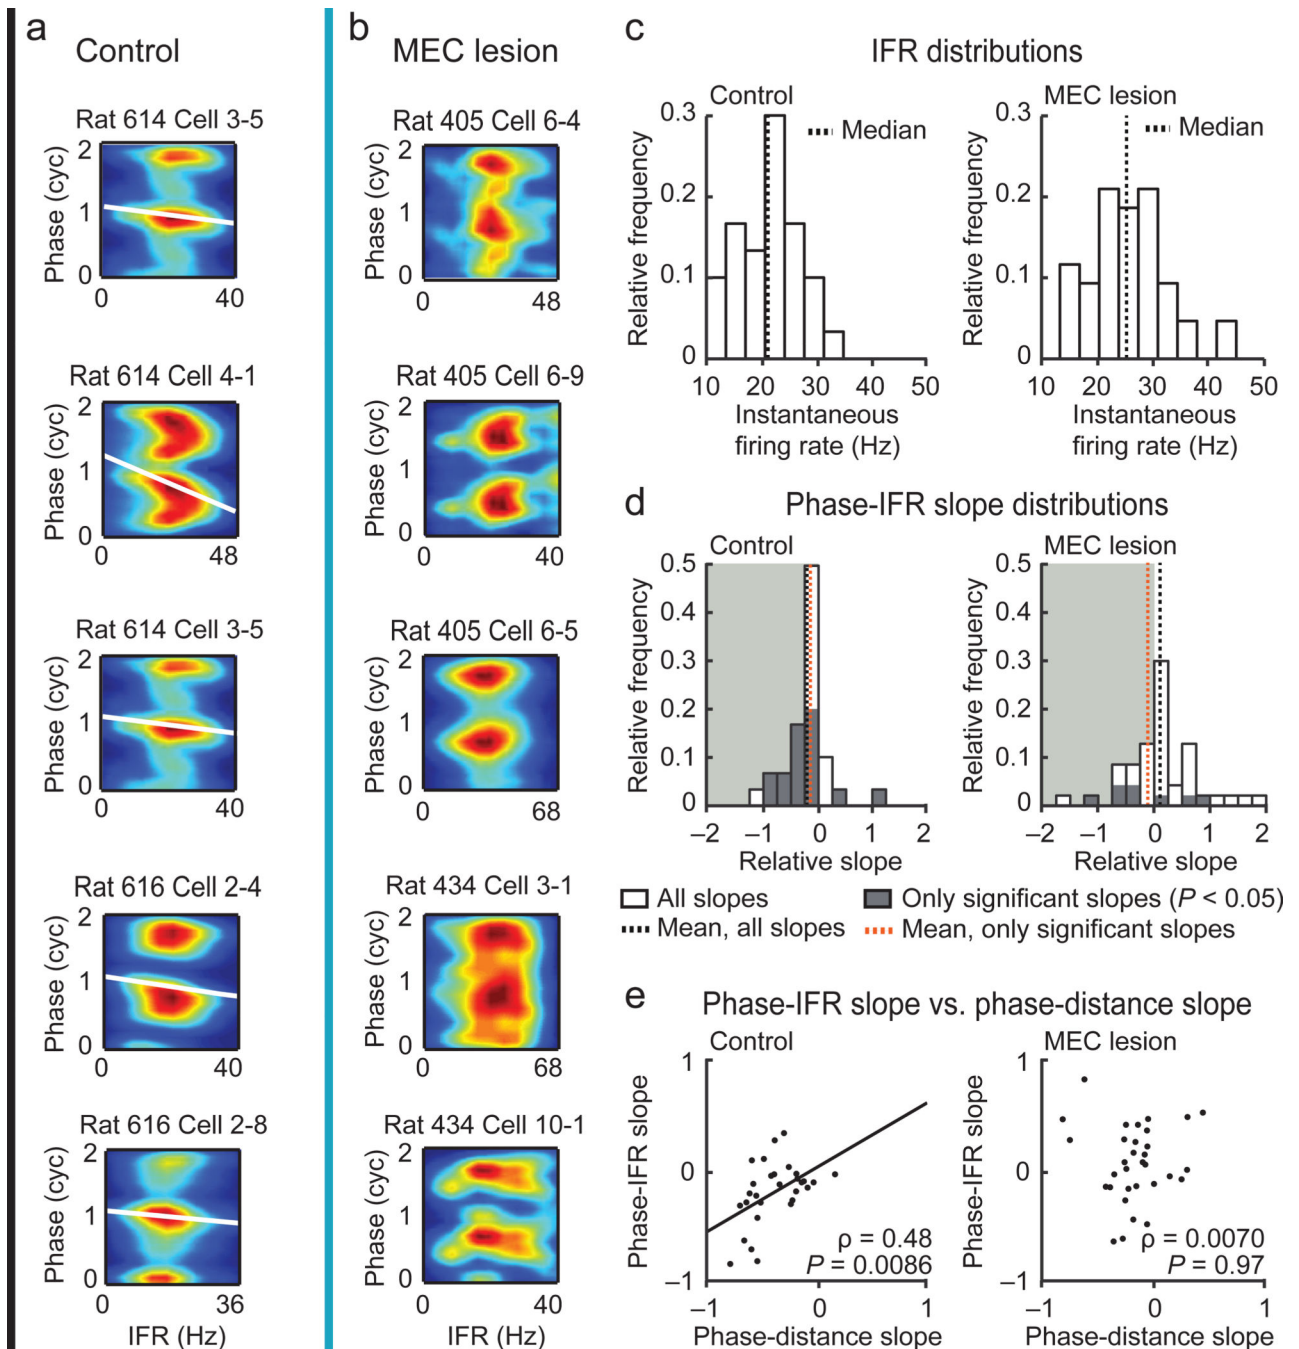 a
Control
Rat 614 Cell 3-5
Phase (cyc)
2
1
0
0
40
Rat 614 Cell 4-1
Phase (cyc)
2
1
0
0
48
Rat 614 Cell 3-5
Phase (cyc)
2
1
0
0
40
Rat 616 Cell 2-4
Phase (cyc)
2
1
0
0
40
Rat 616 Cell 2-8
Phase (cyc)
2
1
0
0
36
IFR (Hz)
b
MEC lesion
Rat 405 Cell 6-4
Phase (cyc)
2
1
0
0
48
Rat 405 Cell 6-9
Phase (cyc)
2
1
0
0
40
Rat 405 Cell 6-5
Phase (cyc)
2
1
0
0
68
Rat 434 Cell 3-1
Phase (cyc)
2
1
0
0
68
Rat 434 Cell 10-1
Phase (cyc)
2
1
0
0
40
IFR (Hz)
c
IFR distributions
Control
Median
Relative frequency
0.3
0.2
0.1
0
10 20 30 40 50
Instantaneous
firing rate (Hz)
MEC lesion
Median
Relative frequency
0.3
0.2
0.1
0
10 20 30 40 50
Instantaneous
firing rate (Hz)
d
Phase-IFR slope distributions
Control
Relative frequency
0.5
0.4
0.3
0.2
0.1
0
–2 –1 0 1 2
Relative slope
MEC lesion
Relative frequency
0.5
0.4
0.3
0.2
0.1
0
–2 –1 0 1 2
Relative slope
All slopes
Only significant slopes (P < 0.05)
Mean, all slopes
Mean, only significant slopes
e
Phase-IFR slope vs. phase-distance slope
Control
Phase-IFR slope
1
0
–1
ρ = 0.48
P = 0.0086
–1 0 1
Phase-distance slope
MEC lesion
Phase-IFR slope
1
0
–1
ρ = 0.0070
P = 0.97
–1 0 1
Phase-distance slope